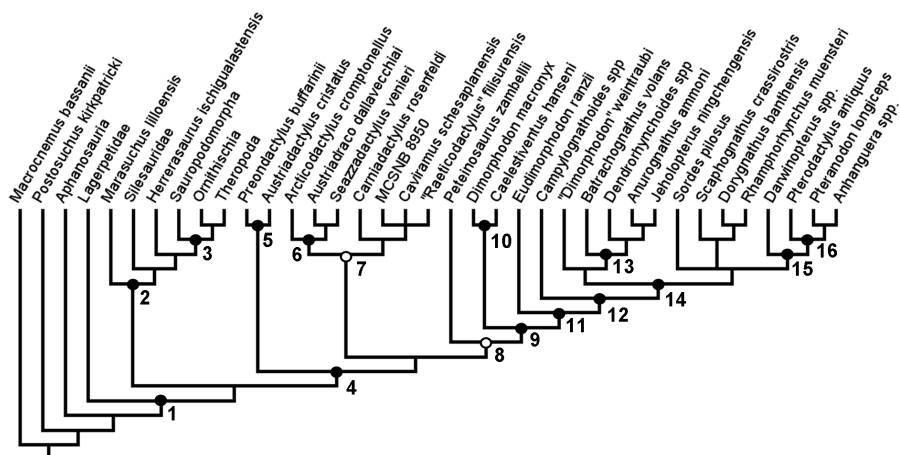 Macrocnemus bassanii
Postosuchus kirkpatricki
Aphanosauria
Lagerpetidae
Marasuchus lilloensis
Silesauridae
Herrerasaurus ischigualastensis
Sauropodomorpha
Ornithischia
Theropoda
Preondactylus buffarinii
Austriadactylus cristatus
Arcticodactylus cromptonellus
Austriadraco dallavecchiai
Seazzadactylus venieri
Carniadactylus rosenfeldi
MCSNB 8950
Caviramus schesaplanensis
"Raeticodactylus" filisurensis
Peteinosaurus zambellii
Dimorphodon macronyx
Caelestiventus hanseni
Eudimorphodon ranzii
Campylognathoides spp
"Dimorphodon" weintraubi
Batrachognathus volans
Dendrorhynchoides spp
Anurognathus ammoni
Jeholopterus ningchengensis
Sordes pilosus
Scaphognathus crassirostris
Dorygnathus banthensis
Rhamphorhynchus muensteri
Darwinopterus spp.
Pterodactylus antiquus
Pteranodon longiceps
Anhanguera spp.
3
5
6
7
10
13
16
15
2
14
12
11
9
8
4
1